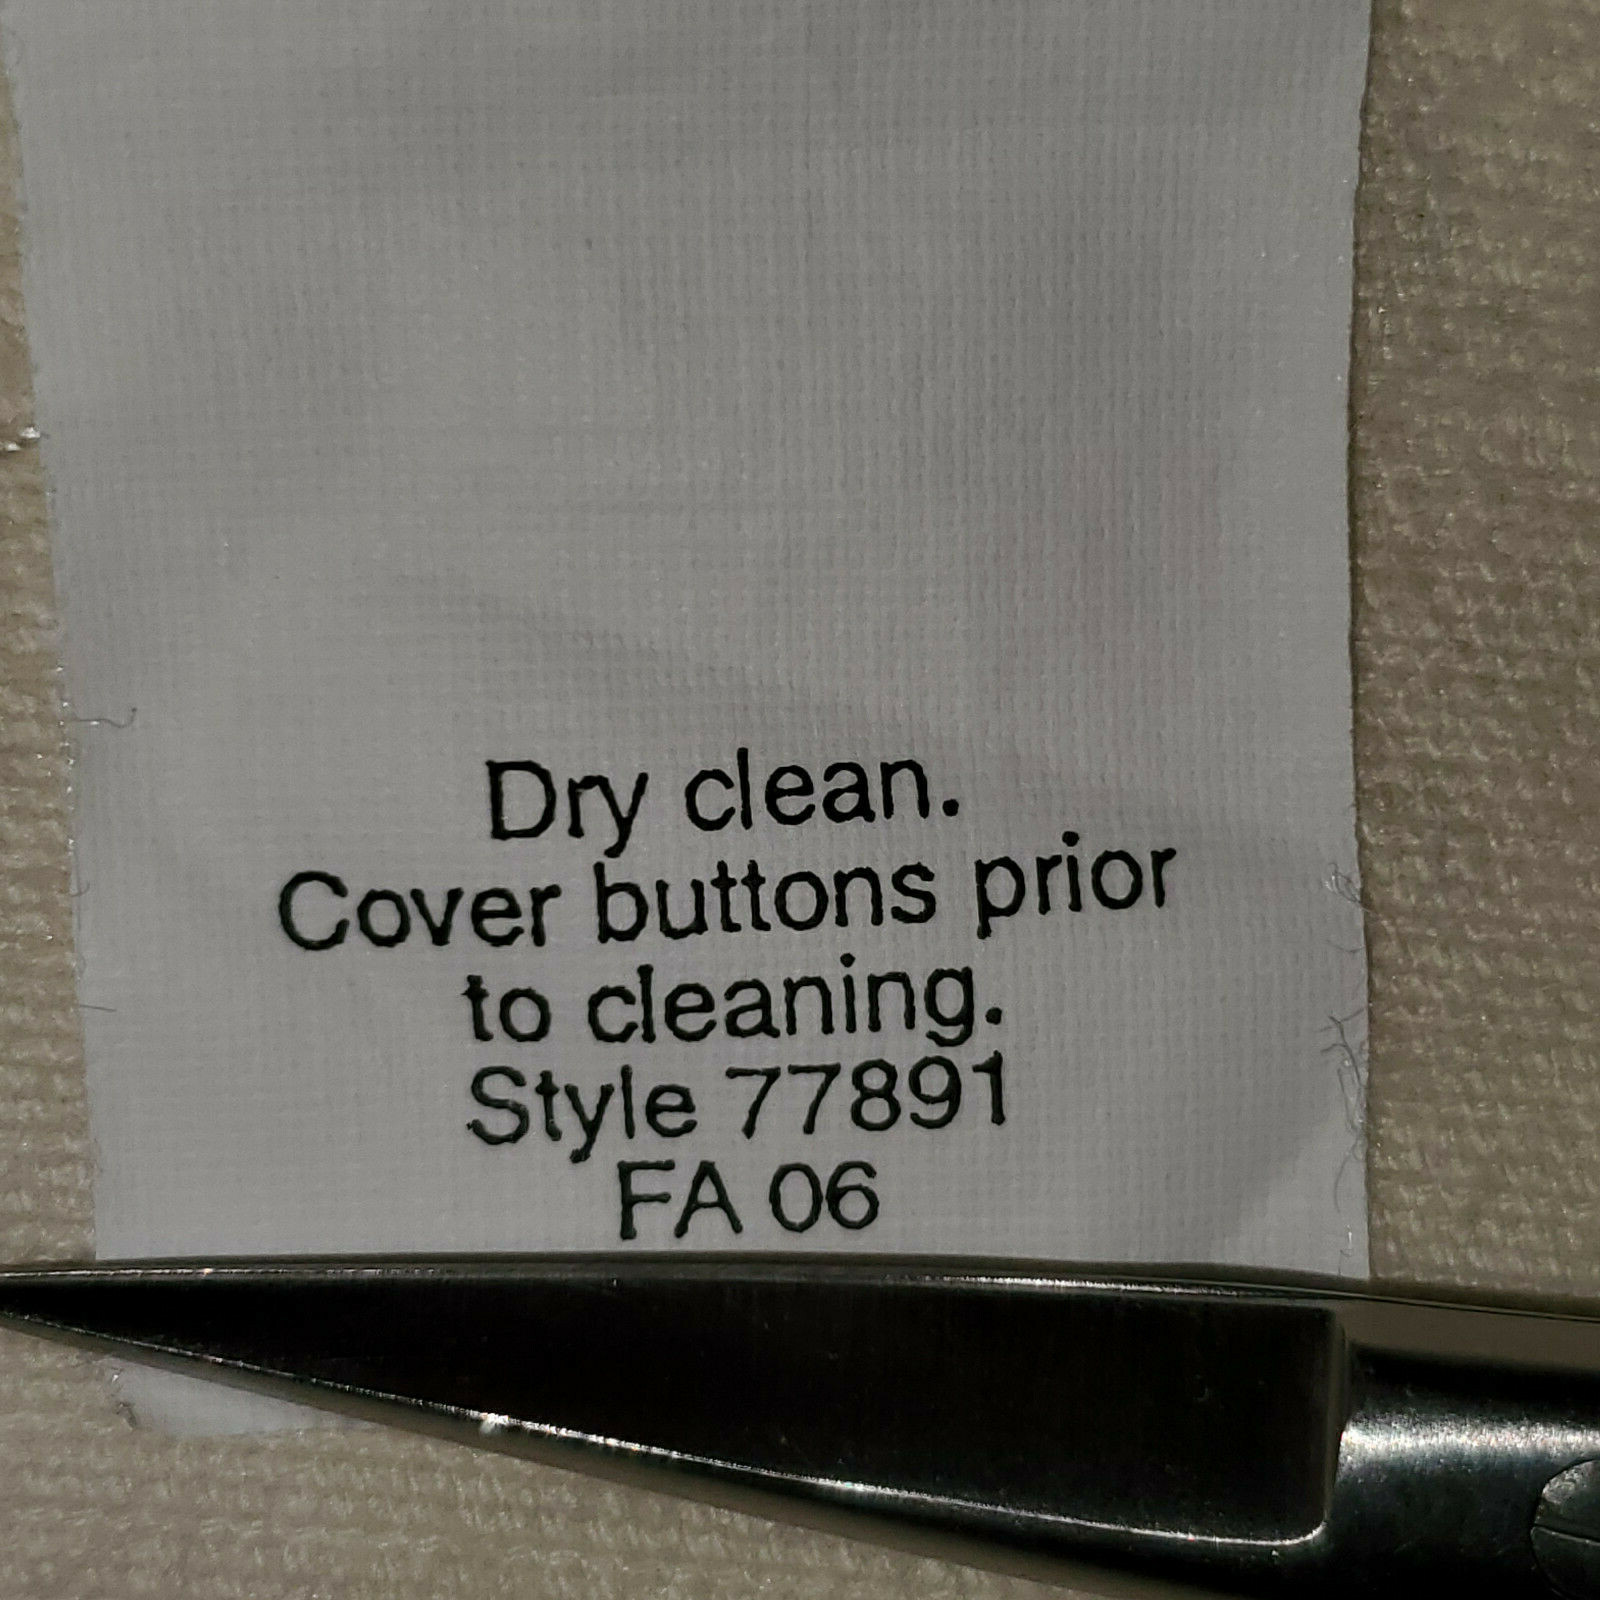 Dry clean.
Cover buttons prior
to cleaning.
Style 77891
FA 06